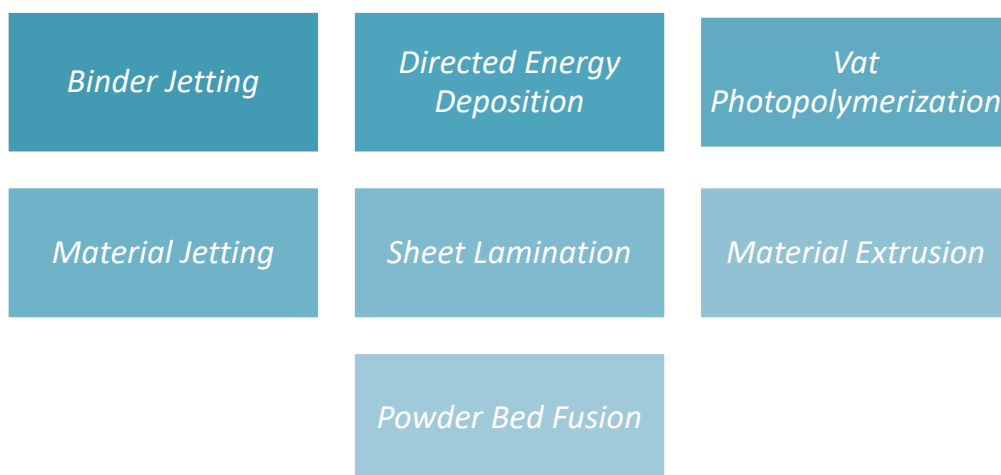 Binder Jetting
Directed Energy
Deposition
Vat
Photopolymerization
Material Jetting
Sheet Lamination
Material Extrusion
Powder Bed Fusion